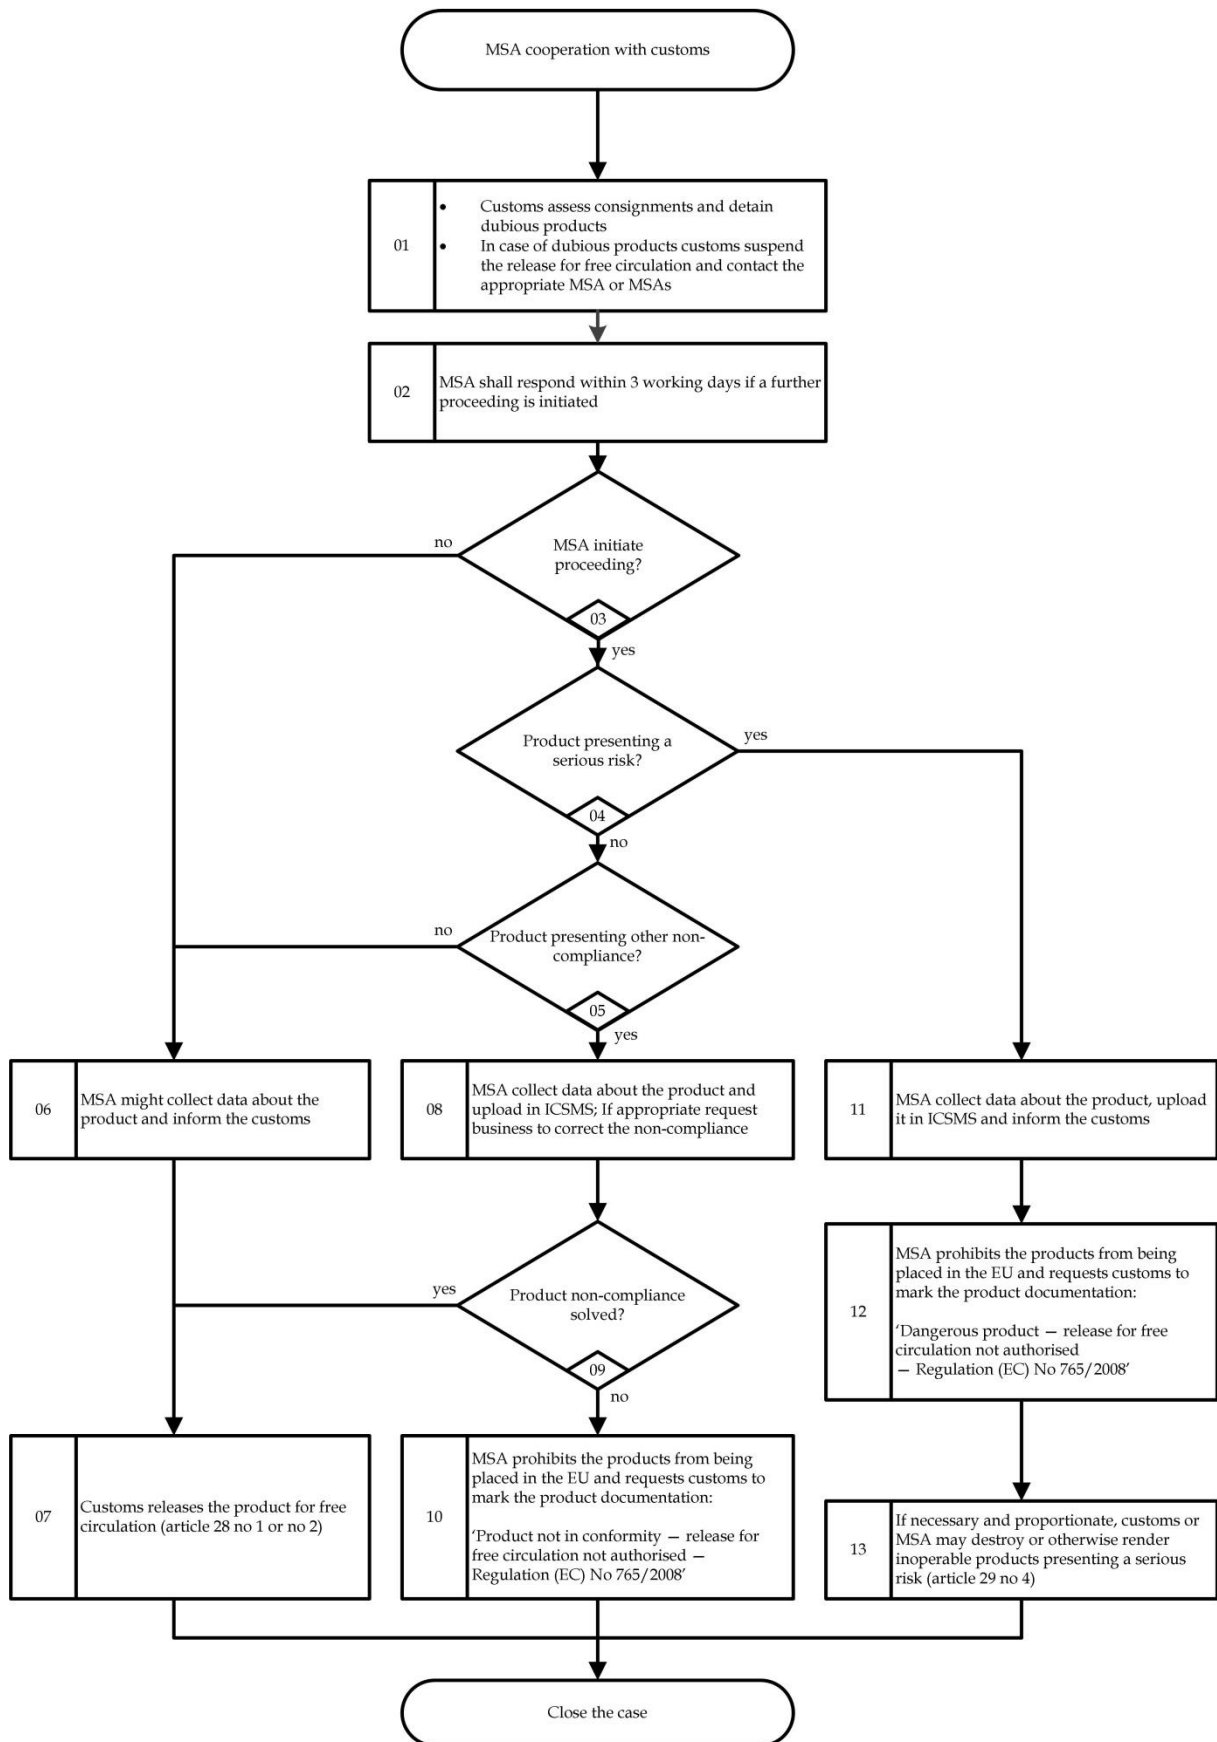 MSA cooperation with customs
01
• Customs assess consignments and detain
dubious products
• In case of dubious products customs suspend
the release for free circulation and contact the
appropriate MSA or MSAs
02
MSA shall respond within 3 working days if a further
proceeding is initiated
MSA initiate
proceeding?
03
no
yes
Product presenting a
serious risk?
04
yes
no
Product presenting other non-
compliance?
05
no
yes
06
MSA might collect data about the
product and inform the customs
08
MSA collect data about the product and
upload in ICSMS; If appropriate request
business to correct the non-compliance
11
MSA collect data about the product, upload
it in ICSMS and inform the customs
Product non-compliance
solved?
09
yes
no
12
MSA prohibits the products from being
placed in the EU and requests customs to
mark the product documentation:
‘Dangerous product — release for free
circulation not authorised
— Regulation (EC) No 765/2008’
07
Customs releases the product for free
circulation (article 28 no 1 or no 2)
10
MSA prohibits the products from being
placed in the EU and requests customs to
mark the product documentation:
‘Product not in conformity — release for
free circulation not authorised —
Regulation (EC) No 765/2008’
13
If necessary and proportionate, customs or
MSA may destroy or otherwise render
inoperable products presenting a serious
risk (article 29 no 4)
Close the case